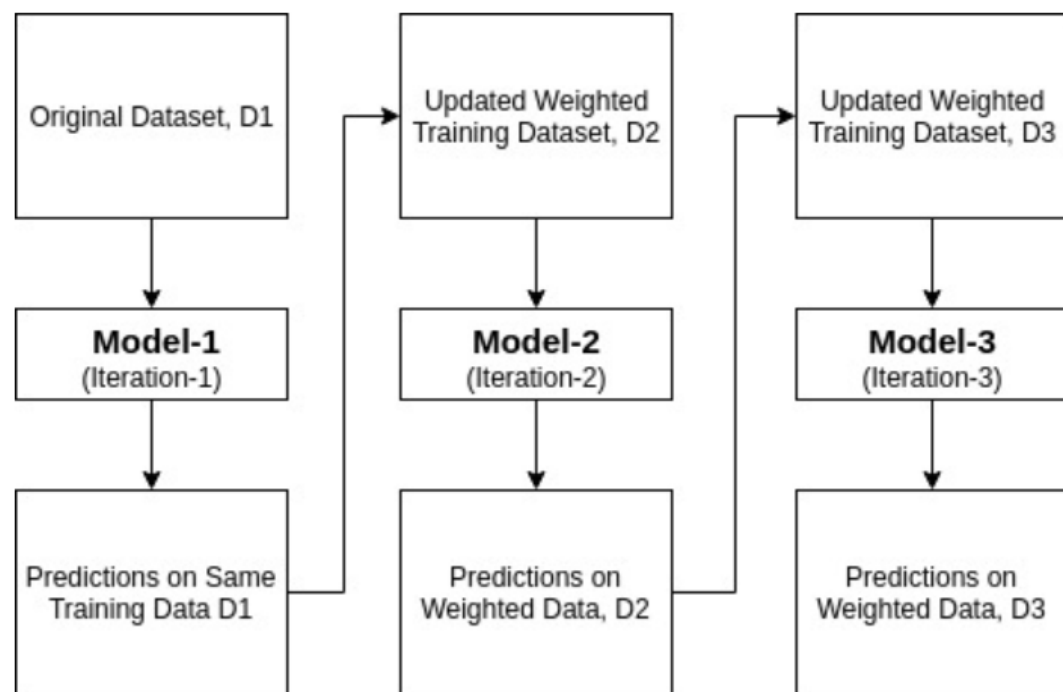 Original Dataset, D1
Updated Weighted
Training Dataset, D2
Updated Weighted
Training Dataset, D3
Model-1
(Iteration-1)
Model-2
(Iteration-2)
Model-3
(Iteration-3)
Predictions on Same
Training Data D1
Predictions on
Weighted Data, D2
Predictions on
Weighted Data, D3